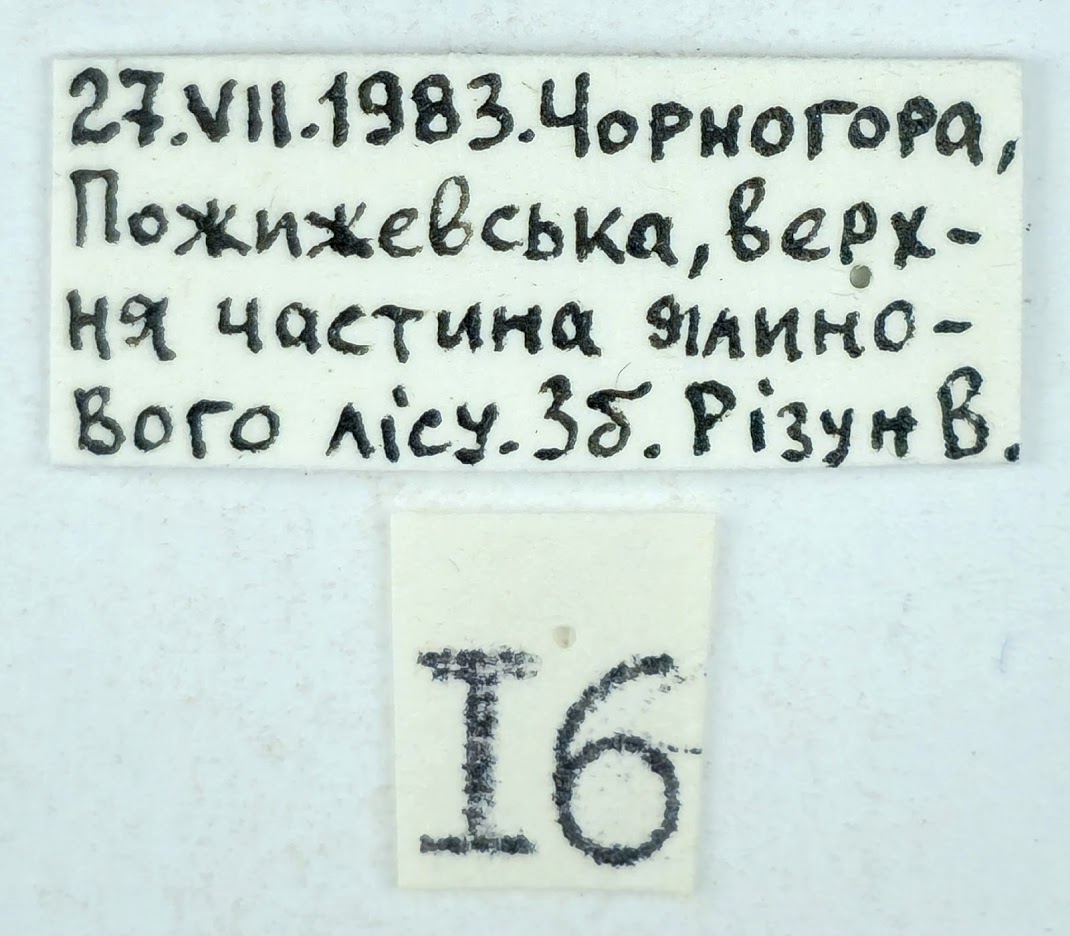 27.VII.1983.Чорногора,
Пожижевська, верх-
ня частина ялино-
вого лісу. Зб. Різун В.
I6